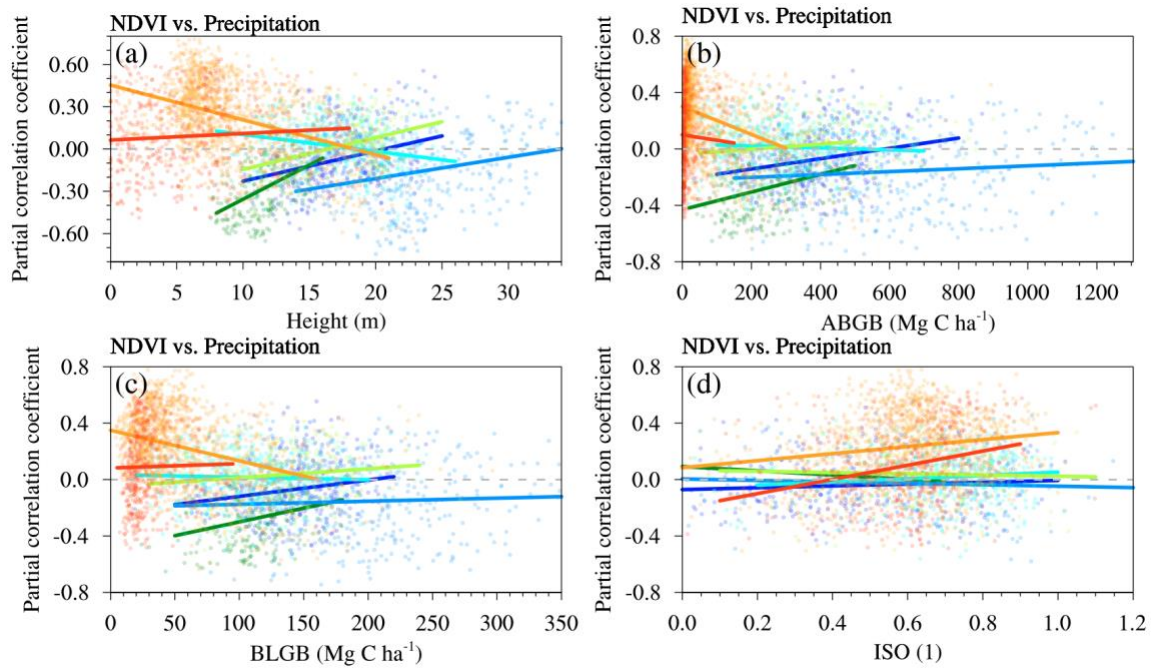 NDVI vs. Precipitation
(a)
Partial correlation coefficient
0.60
0.30
0.00
-0.30
-0.60
0 5 10 15 20 25 30
Height (m)
NDVI vs. Precipitation
(b)
Partial correlation coefficient
0.8
0.4
0.0
-0.4
-0.8
0 200 400 600 800 1000 1200
ABGB (Mg C ha⁻¹)
NDVI vs. Precipitation
(c)
Partial correlation coefficient
0.8
0.4
0.0
-0.4
-0.8
0 50 100 150 200 250 300 350
BLGB (Mg C ha⁻¹)
NDVI vs. Precipitation
(d)
Partial correlation coefficient
0.8
0.4
0.0
-0.4
-0.8
0.0 0.2 0.4 0.6 0.8 1.0 1.2
ISO (1)